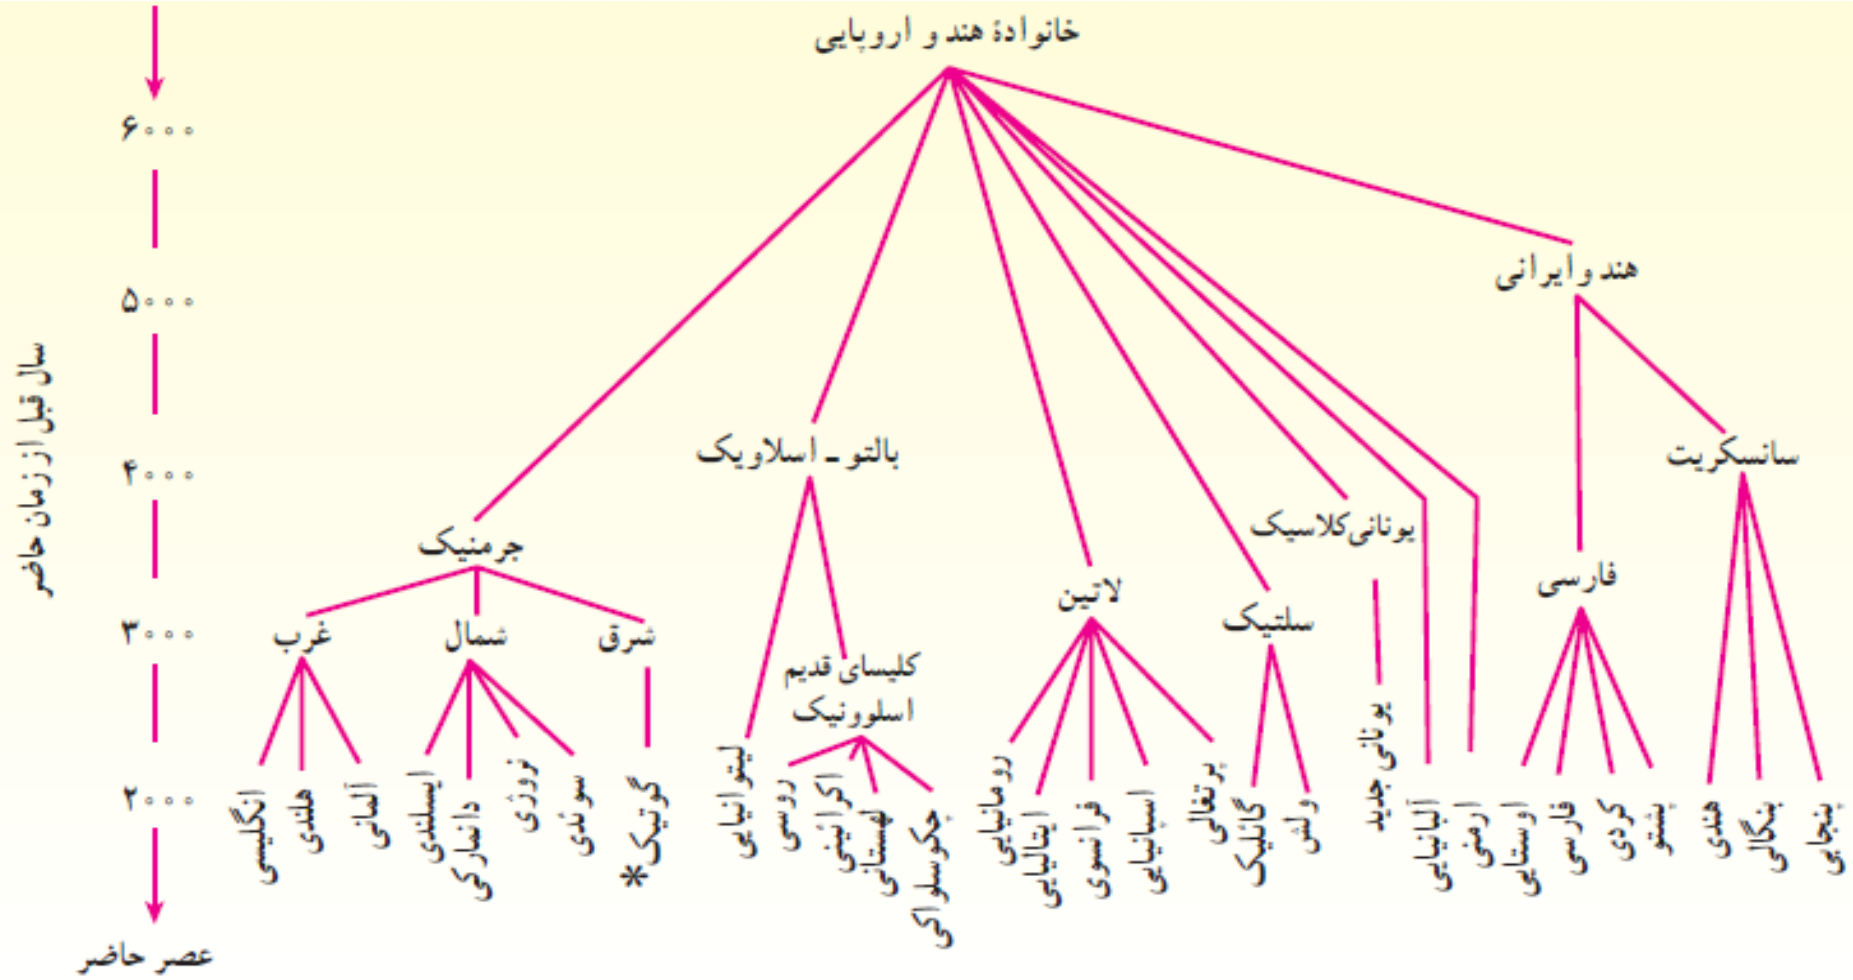 خانوادهٔ هند و اروپایی
۶۰۰۰
هند و ایرانی
۵۰۰۰
سال قبل از زمان حاضر
سانسکریت
بالتو ـ اسلاویک
۴۰۰۰
یونانی کلاسیک
جرمنیک
فارسی
لاتین
سلتیک
۳۰۰۰
شرق
شمال
غرب
کلیسای قدیم
اسلوونیک
۲۰۰۰
پنجابی
بنگالی
هندی
پشتو
کردی
فارسی
اوستایی
ارمنی
آلبانیایی
یونانی جدید
ولش
گائلیک
پرتغالی
اسپانیایی
فرانسوی
ایتالیایی
رومانیایی
چکوسلواکی
لهستانی
اکرائینی
روسی
لیتوانیایی
گوتیک*
سوئدی
نروژی
دانمارکی
ایسلندی
آلمانی
هلندی
انگلیسی
عصر حاضر